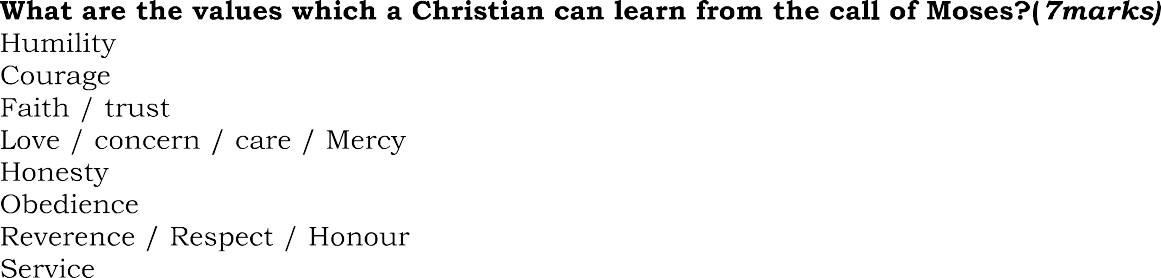 What are the values which a Christian can learn from the call of Moses?(7marks)
Humility
Courage
Faith / trust
Love / concern / care / Mercy
Honesty
Obedience
Reverence / Respect / Honour
Service